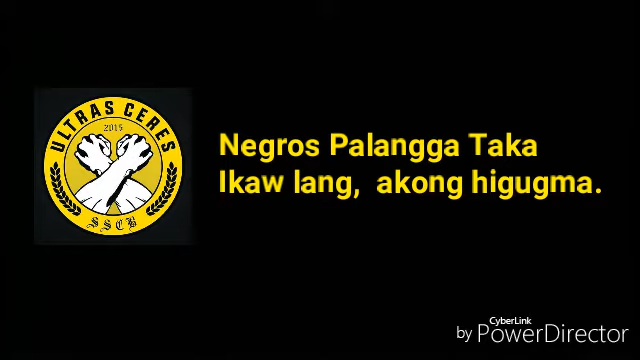 ULTRAS CERES
2015
SSCB
Negros Palangga Taka
Ikaw lang, akong higugma.
CyberLink
by PowerDirector